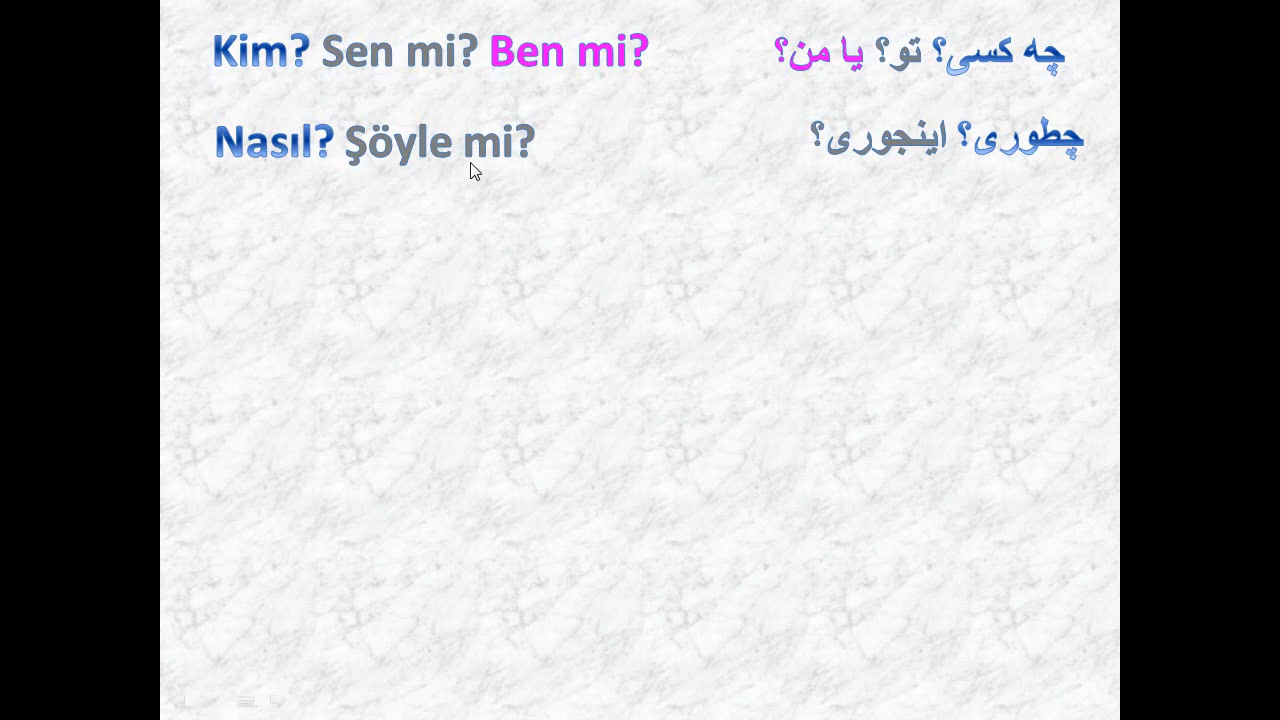 Kim? Sen mi? Ben mi? چه کسی؟ تو؟ یا من؟
Nasıl? Şöyle mi? چطوری؟ اینجوری؟